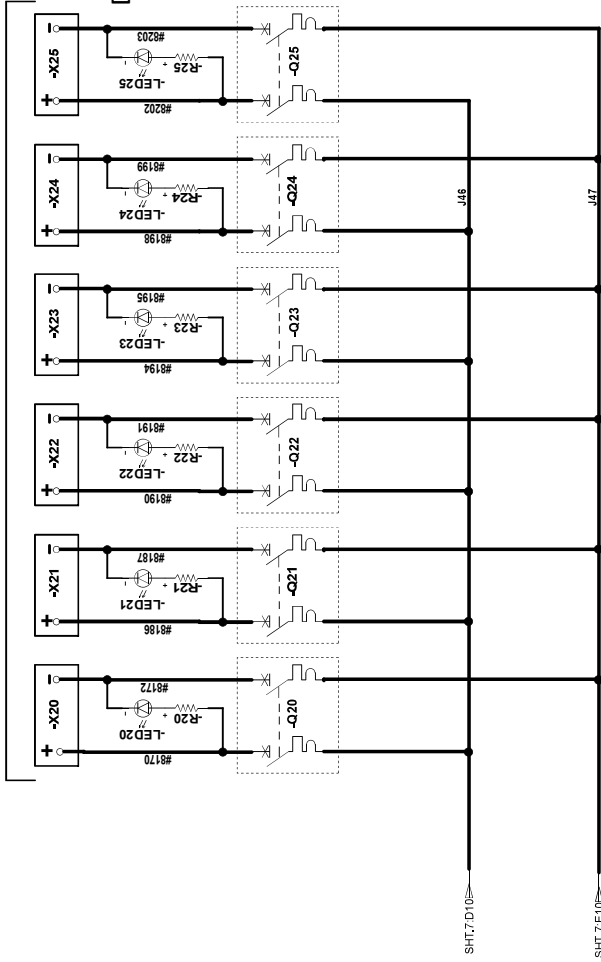 -X25
#8203
-R25
-LED25
#8202
-Q25
-X24
#8199
-R24
-LED24
#8198
-Q24
J46
J47
-X23
#8195
-R23
-LED23
#8194
-Q23
-X22
#8191
-R22
-LED22
#8190
-Q22
-X21
#8187
-R21
-LED21
#8186
-Q21
-X20
#8172
-R20
-LED20
#8170
-Q20
SHT.7:D10
SHT.7:E10